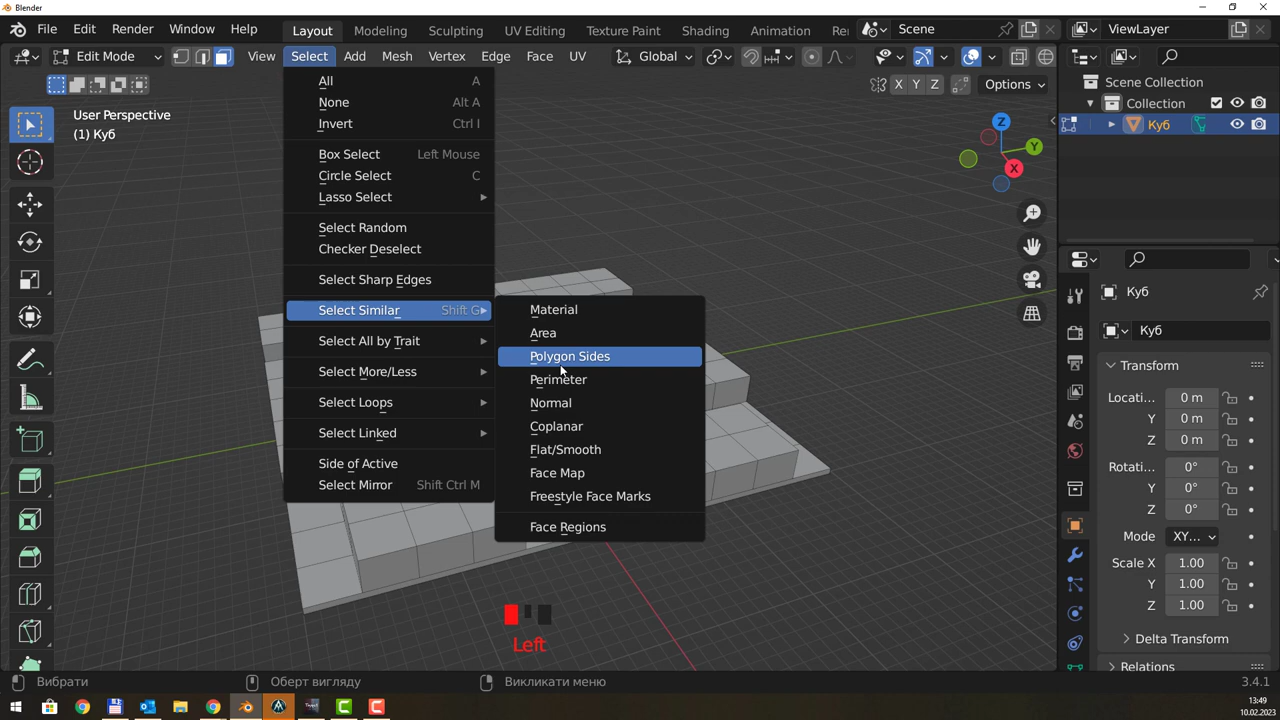 Blender
File Edit Render Window Help Layout Modeling Sculpting UV Editing Texture Paint Shading Animation Re Scene ViewLayer
Edit Mode View Select Add Mesh Vertex Edge Face UV Global
X Y Z Options
User Perspective
(1) Куб
All A
None Alt A
Invert Ctrl I
Box Select Left Mouse
Circle Select C
Lasso Select
Select Random
Checker Deselect
Select Sharp Edges
Select Similar Shift G
Select All by Trait
Select More/Less
Select Loops
Select Linked
Side of Active
Select Mirror Shift Ctrl M
Material
Area
Polygon Sides
Perimeter
Normal
Coplanar
Flat/Smooth
Face Map
Freestyle Face Marks
Face Regions
Z
Y
X
Scene Collection
Collection
Куб
Куб
Куб
Transform
Locati... 0 m
Y 0 m
Z 0 m
Rotati... 0°
Y 0°
Z 0°
Mode XY...
Scale X 1.00
Y 1.00
Z 1.00
Delta Transform
Relations
Left
Вибрати Оберт вигляду Викликати меню 3.4.1
13:49
10.02.2023